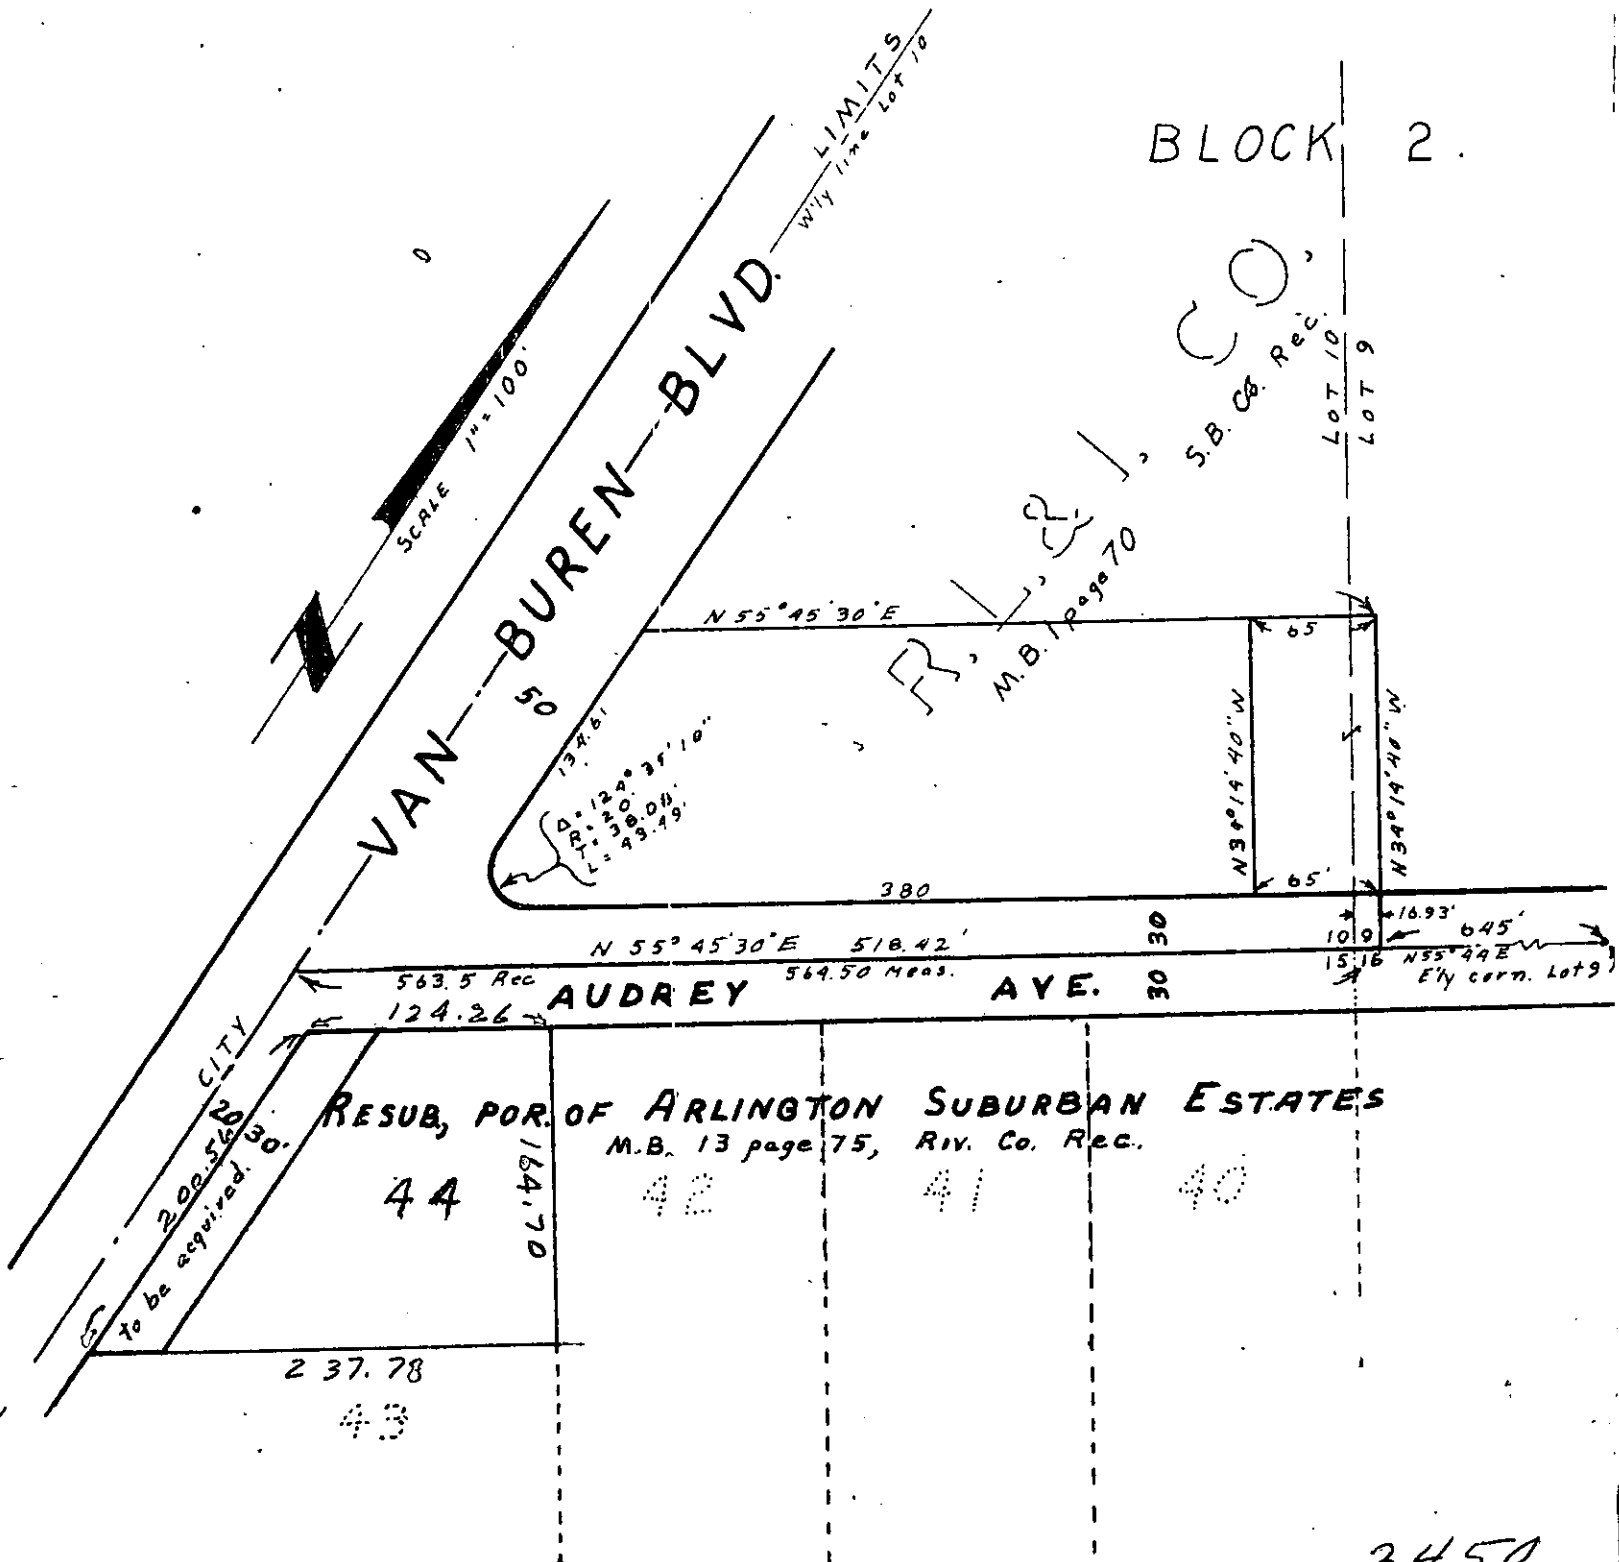 LIMITS
W'ly line Lot 10
BLOCK 2.
SCALE 1"=100'
VAN BUREN BLVD.
R. L. & I. CO.
M.B. 1 page 70
S.B. Co. Rec.
LOT 10
LOT 9
N 55° 45' 30" E
65
50
134.61
Δ = 124° 35' 10"
R = 20'
T = 38.08'
L = 43.49'
N 34° 14' 40" W
N 34° 14' 40" W
380
65'
16.93'
30
30
10 9
15 16
645'
N 55° 44 E
E'ly corn. Lot 9
N 55° 45' 30" E 518.42'
563.5 Rec
564.50 Meas.
AUDREY AVE.
124.26
CITY
20
30'
200.56
to be acquired.
RESUB, POR. OF ARLINGTON SUBURBAN ESTATES
M.B. 13 page 75, Riv. Co. Rec.
44
164.70
42
41
40
237.78
43